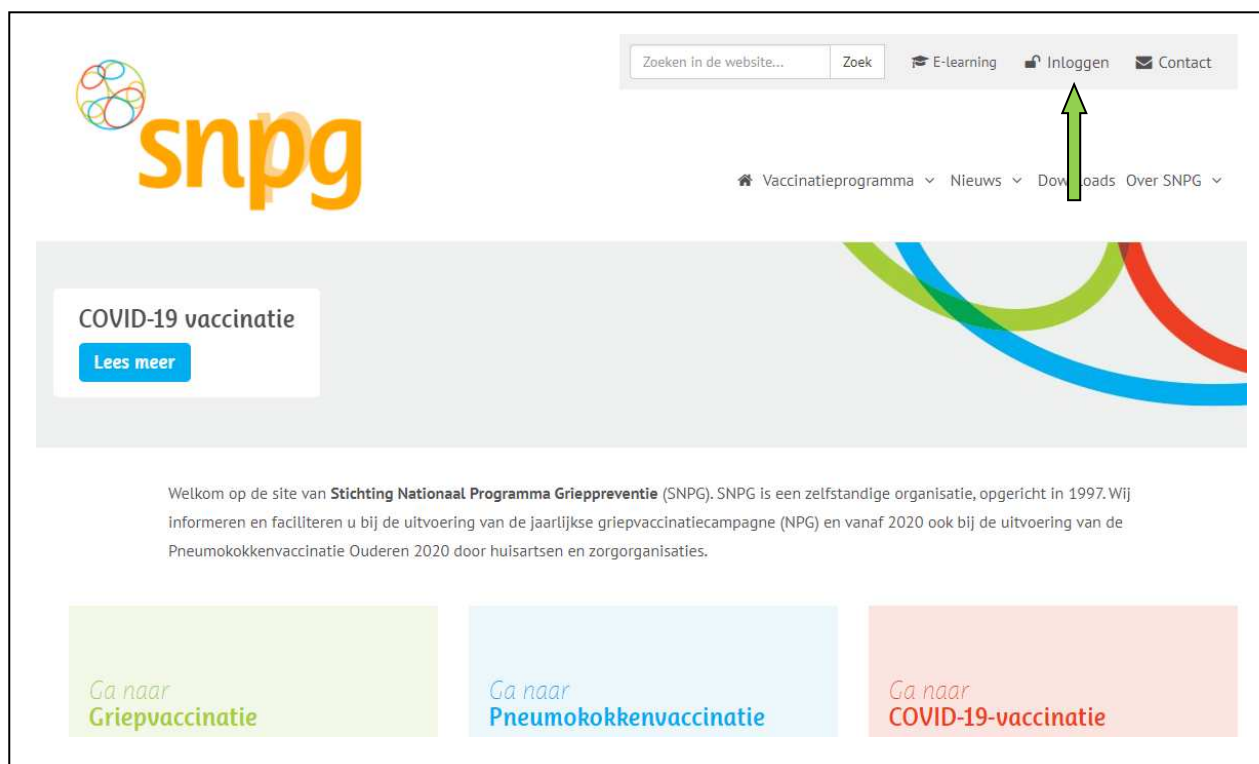 Zoeken in de website... Zoek E-learning Inloggen Contact
snpg
Vaccinatieprogramma Nieuws Downloads Over SNPG
COVID-19 vaccinatie
Lees meer
Welkom op de site van Stichting Nationaal Programma Grieppreventie (SNPG). SNPG is een zelfstandige organisatie, opgericht in 1997. Wij
informeren en faciliteren u bij de uitvoering van de jaarlijkse griepvaccinatiecampagne (NPG) en vanaf 2020 ook bij de uitvoering van de
Pneumokokkenvaccinatie Ouderen 2020 door huisartsen en zorgorganisaties.
Ga naar
Griepvaccinatie
Ga naar
Pneumokokkenvaccinatie
Ga naar
COVID-19-vaccinatie